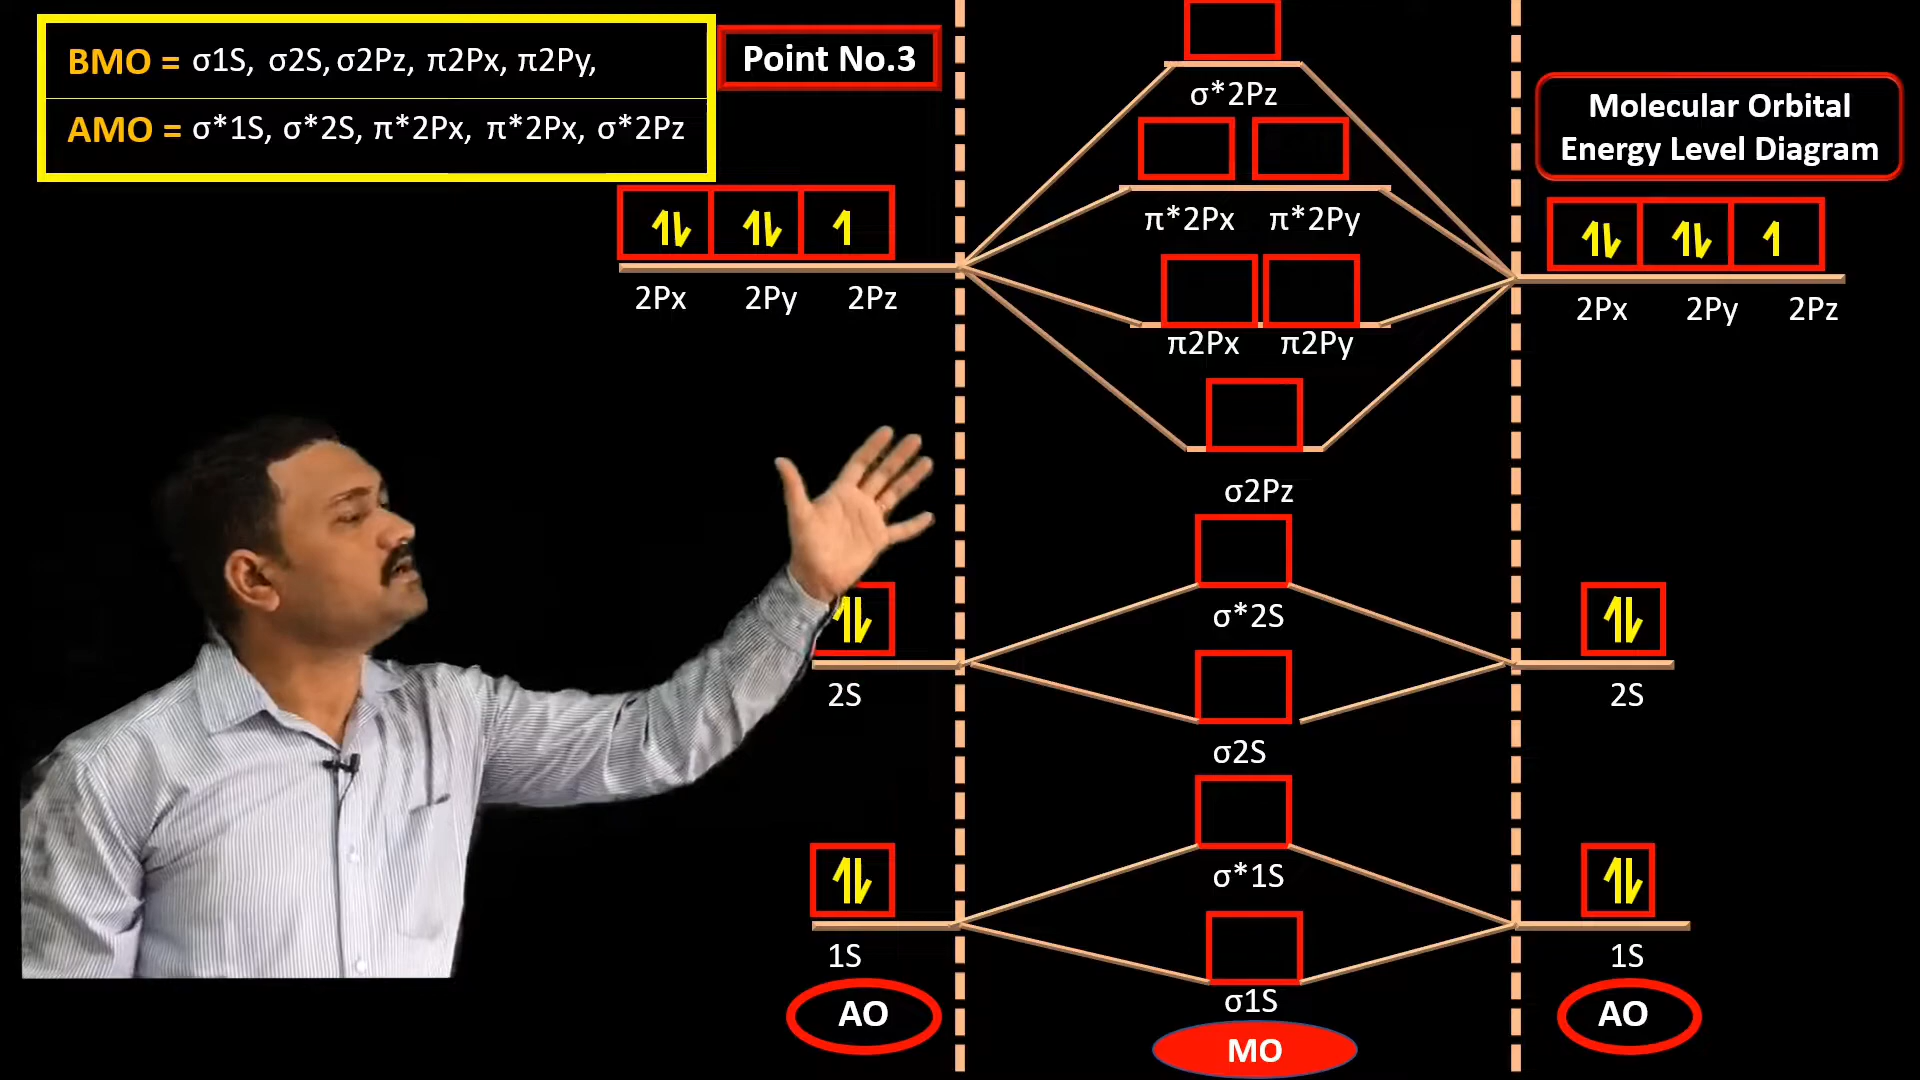 BMO = σ1S, σ2S, σ2Pz, π2Px, π2Py,
AMO = σ*1S, σ*2S, π*2Px, π*2Px, σ*2Pz
Point No.3
Molecular Orbital
Energy Level Diagram
σ*2Pz
π*2Px π*2Py
2Px 2Py 2Pz
2Px 2Py 2Pz
π2Px π2Py
σ2Pz
σ*2S
2S
2S
σ2S
σ*1S
1S
1S
σ1S
AO
AO
MO